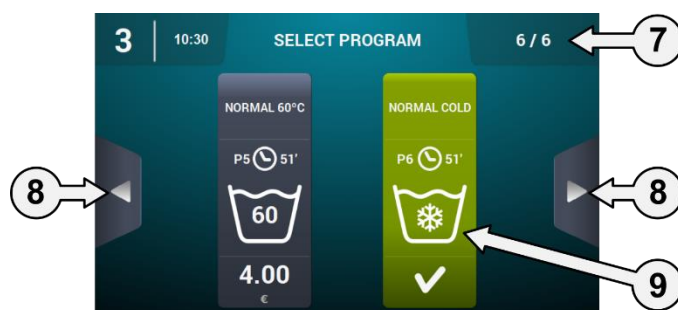 3 10:30 SELECT PROGRAM 6 / 6
7
NORMAL 60ºC NORMAL COLD
P5 51' P6 51'
8 8
60
4.00
€
9